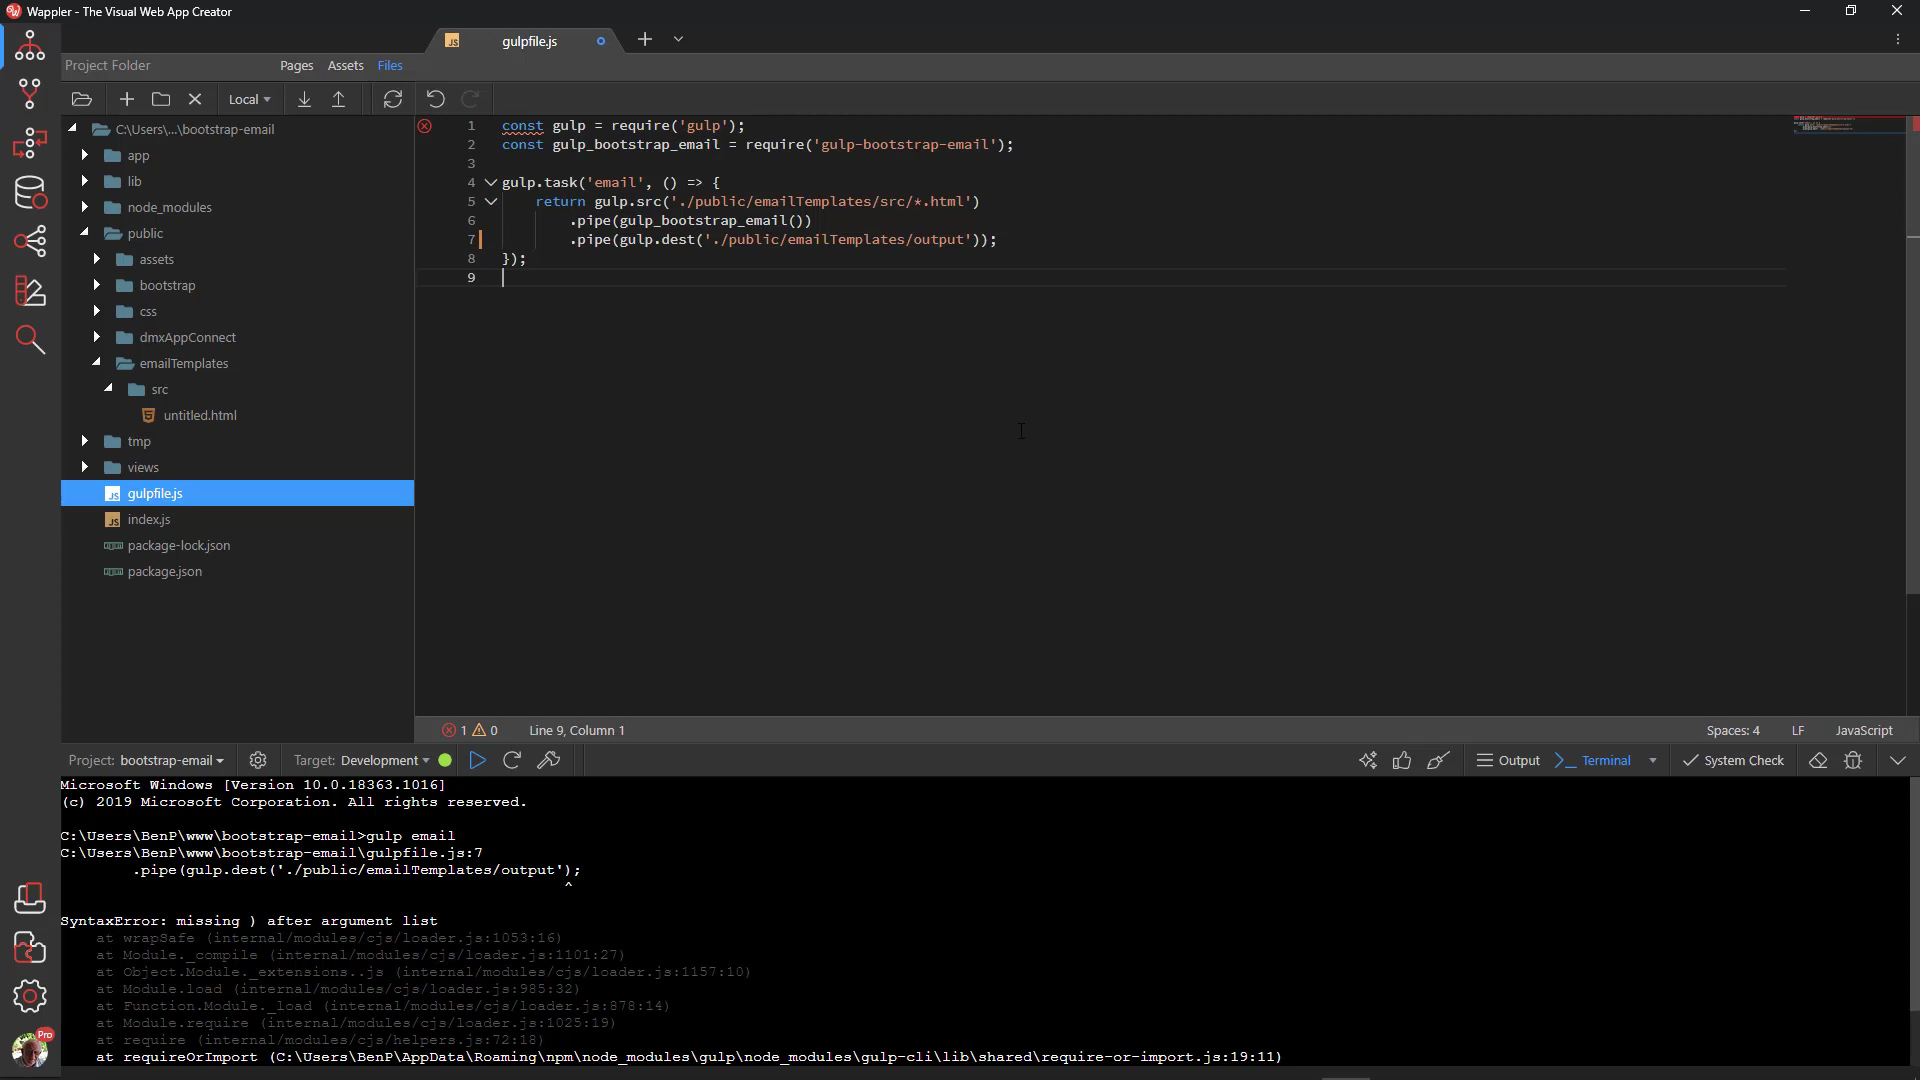 Wappler - The Visual Web App Creator
gulpfile.js
Project Folder
Pages
Assets
Files
Local
C:\Users\...\bootstrap-email
app
lib
node_modules
public
assets
bootstrap
css
dmxAppConnect
emailTemplates
src
untitled.html
tmp
views
gulpfile.js
index.js
package-lock.json
package.json
1 const gulp = require('gulp');
2 const gulp_bootstrap_email = require('gulp-bootstrap-email');
3
4 gulp.task('email', () => {
5 return gulp.src('./public/emailTemplates/src/*.html')
6 .pipe(gulp_bootstrap_email())
7 .pipe(gulp.dest('./public/emailTemplates/output'));
8 });
9
1 0 Line 9, Column 1
Spaces: 4 LF JavaScript
Project: bootstrap-email
Target: Development
Output
Terminal
System Check
Microsoft Windows [Version 10.0.18363.1016]
(c) 2019 Microsoft Corporation. All rights reserved.
C:\Users\BenP\www\bootstrap-email>gulp email
C:\Users\BenP\www\bootstrap-email\gulpfile.js:7
.pipe(gulp.dest('./public/emailTemplates/output');
^
SyntaxError: missing ) after argument list
at wrapSafe (internal/modules/cjs/loader.js:1053:16)
at Module._compile (internal/modules/cjs/loader.js:1101:27)
at Object.Module._extensions..js (internal/modules/cjs/loader.js:1157:10)
at Module.load (internal/modules/cjs/loader.js:985:32)
at Function.Module._load (internal/modules/cjs/loader.js:878:14)
at Module.require (internal/modules/cjs/loader.js:1025:19)
at require (internal/modules/cjs/helpers.js:72:18)
at requireOrImport (C:\Users\BenP\AppData\Roaming\npm\node_modules\gulp\node_modules\gulp-cli\lib\shared\require-or-import.js:19:11)
Pro